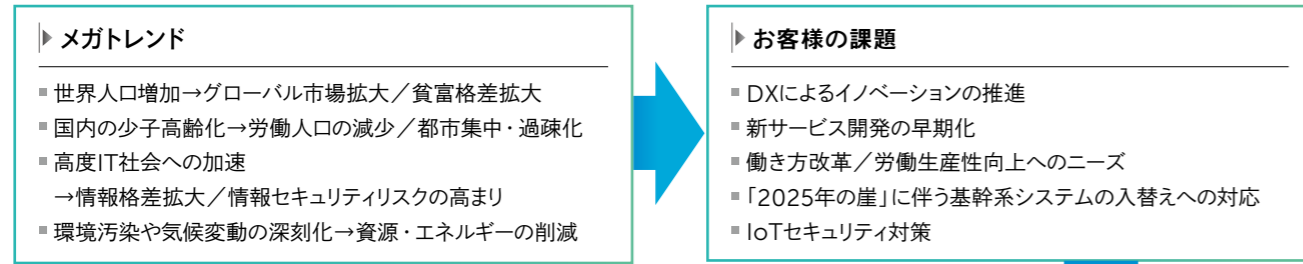 メガトレンド
世界人口増加→グローバル市場拡大／貧富格差拡大
国内の少子高齢化→労働人口の減少／都市集中・過疎化
高度IT社会への加速
→情報格差拡大／情報セキュリティリスクの高まり
環境汚染や気候変動の深刻化→資源・エネルギーの削減
お客様の課題
DXによるイノベーションの推進
新サービス開発の早期化
働き方改革／労働生産性向上へのニーズ
「2025年の崖」に伴う基幹系システムの入替えへの対応
IoTセキュリティ対策